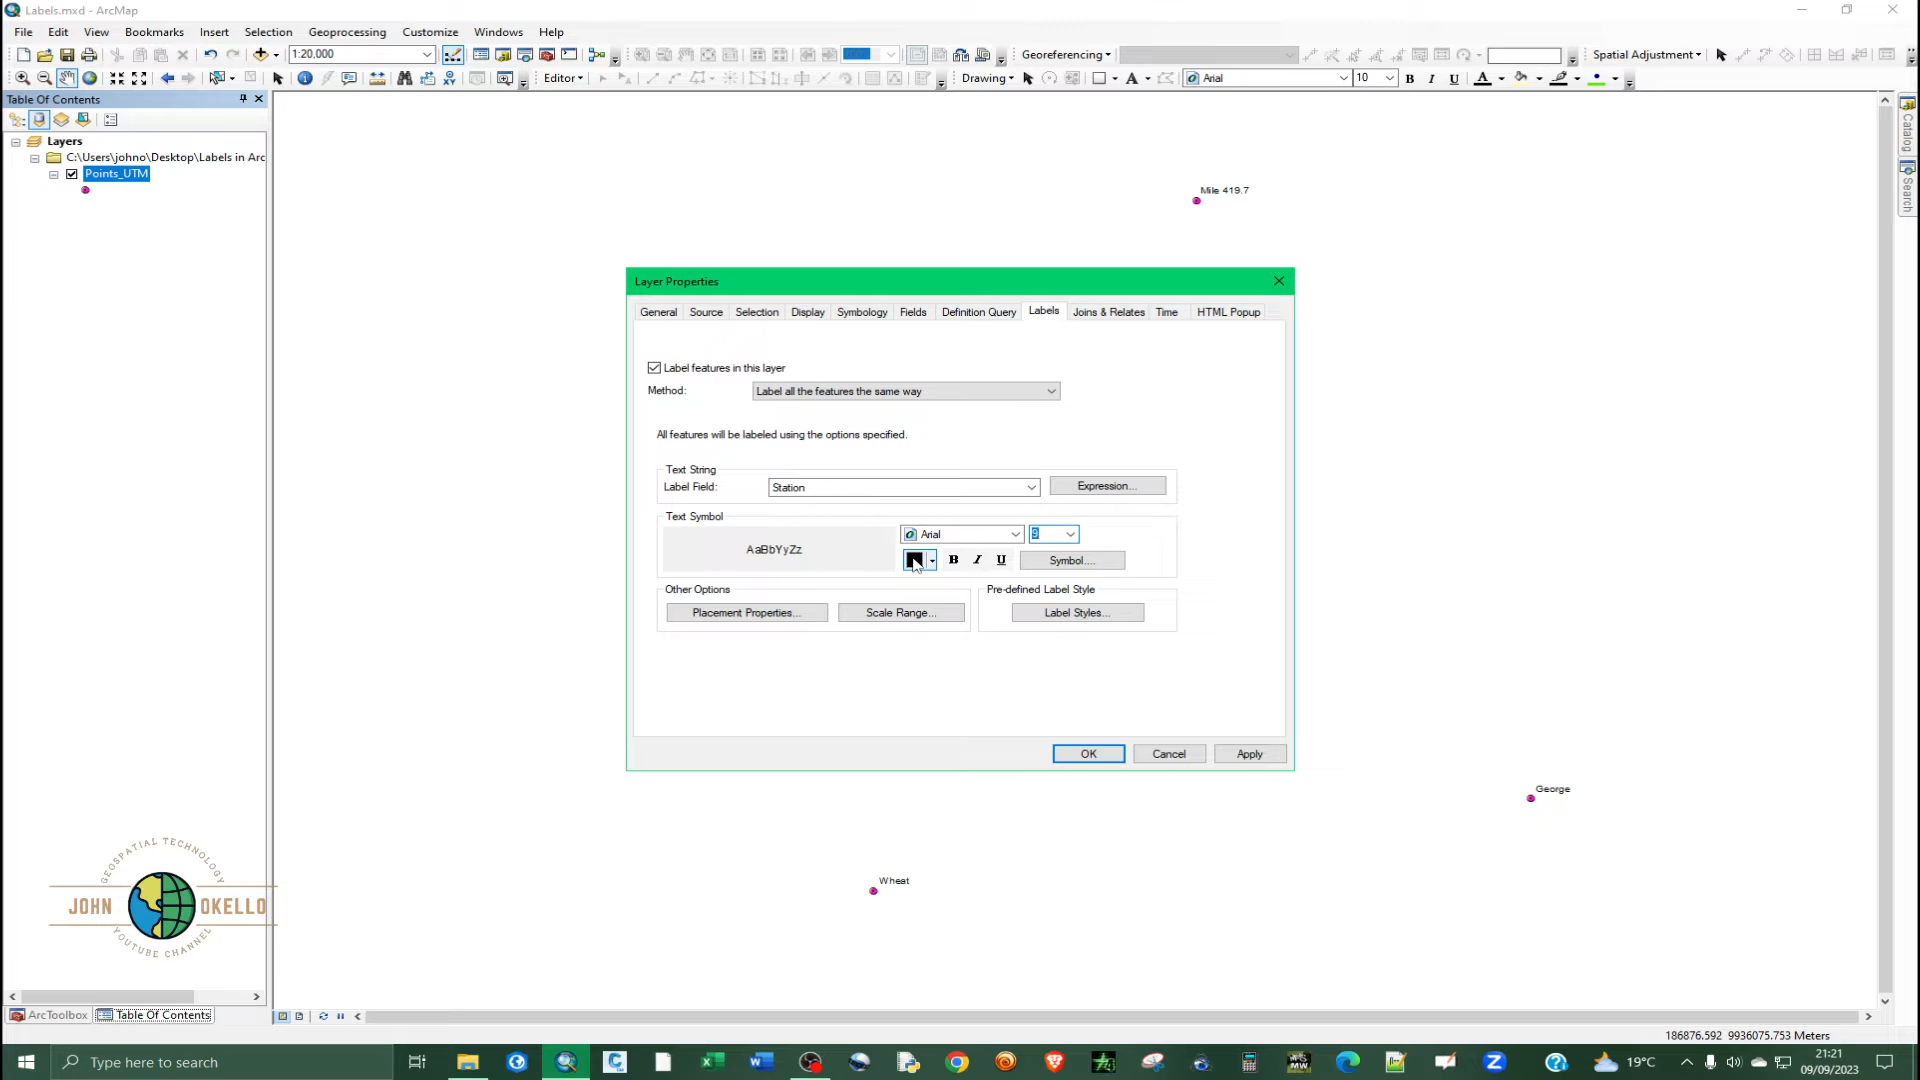 Labels.mxd - ArcMap
File Edit View Bookmarks Insert Selection Geoprocessing Customize Windows Help
1:20,000 Georeferencing Spatial Adjustment
Editor Drawing A Arial 10 B I U A
Table Of Contents
Layers
C:\Users\johno\Desktop\Labels in Arc
Points_UTM
Catalog
Search
Mile 419.7
Layer Properties
General Source Selection Display Symbology Fields Definition Query Labels Joins & Relates Time HTML Popup
Label features in this layer
Method: Label all the features the same way
All features will be labeled using the options specified.
Text String
Label Field: Station Expression...
Text Symbol
AaBbYyZz Arial 9
B I U Symbol...
Other Options Pre-defined Label Style
Placement Properties... Scale Range... Label Styles...
OK Cancel Apply
George
Wheat
GEOSPATIAL TECHNOLOGY
JOHN OKELLO
YOUTUBE CHANNEL
ArcToolbox Table Of Contents
186876.592 9936075.753 Meters
Type here to search
19°C 21:21
09/09/2023